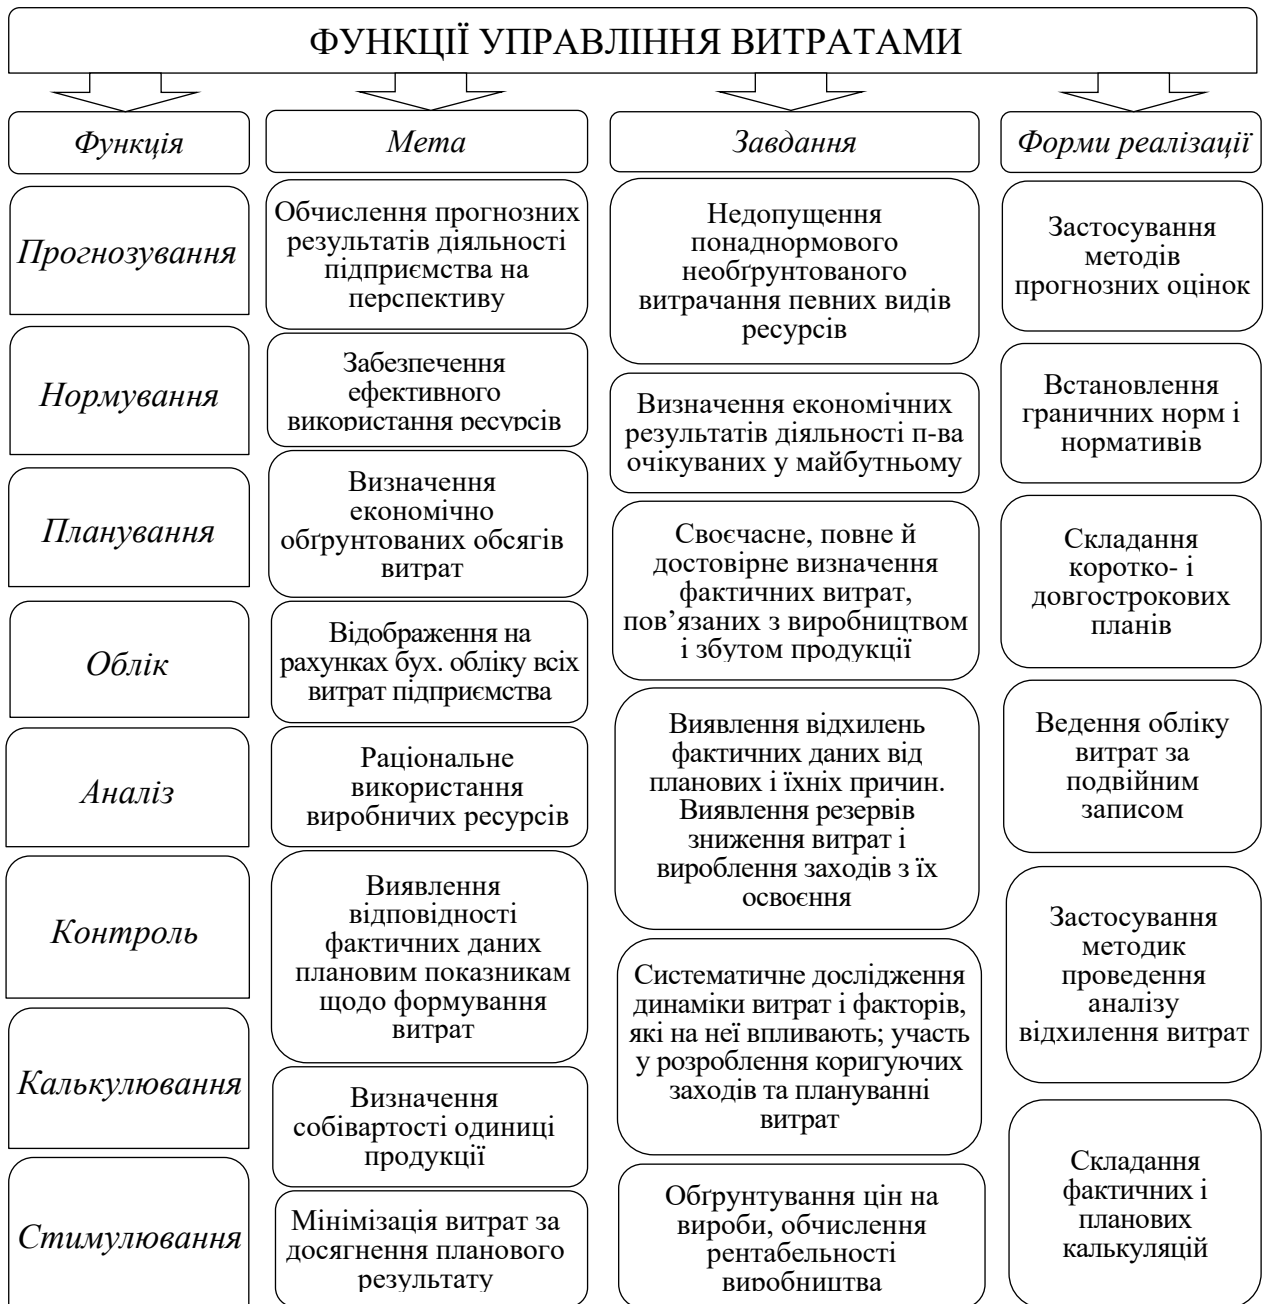 ФУНКЦІЇ УПРАВЛІННЯ ВИТРАТАМИ
Функція
Мета
Завдання
Форми реалізації
Прогнозування
Нормування
Планування
Облік
Аналіз
Контроль
Калькулювання
Стимулювання
Обчислення прогнозних
результатів діяльності
підприємства на
перспективу
Забезпечення
ефективного
використання ресурсів
Визначення
економічно
обґрунтованих обсягів
витрат
Відображення на
рахунках бух. обліку всіх
витрат підприємства
Раціональне
використання
виробничих ресурсів
Виявлення
відповідності
фактичних даних
плановим показникам
щодо формування
витрат
Визначення
собівартості одиниці
продукції
Мінімізація витрат за
досягнення планового
результату
Недопущення
понаднормового
необґрунтованого
витрачання певних видів
ресурсів
Визначення економічних
результатів діяльності п-ва
очікуваних у майбутньому
Своєчасне, повне й
достовірне визначення
фактичних витрат,
пов’язаних з виробництвом
і збутом продукції
Виявлення відхилень
фактичних даних від
планових і їхніх причин.
Виявлення резервів
зниження витрат і
вироблення заходів з їх
освоєння
Систематичне дослідження
динаміки витрат і факторів,
які на неї впливають; участь
у розроблення коригуючих
заходів та плануванні
витрат
Обґрунтування цін на
вироби, обчислення
рентабельності
виробництва
Застосування
методів
прогнозних оцінок
Встановлення
граничних норм і
нормативів
Складання
коротко- і
довгострокових
планів
Ведення обліку
витрат за
подвійним
записом
Застосування
методик
проведення
аналізу
відхилення витрат
Складання
фактичних і
планових
калькуляцій